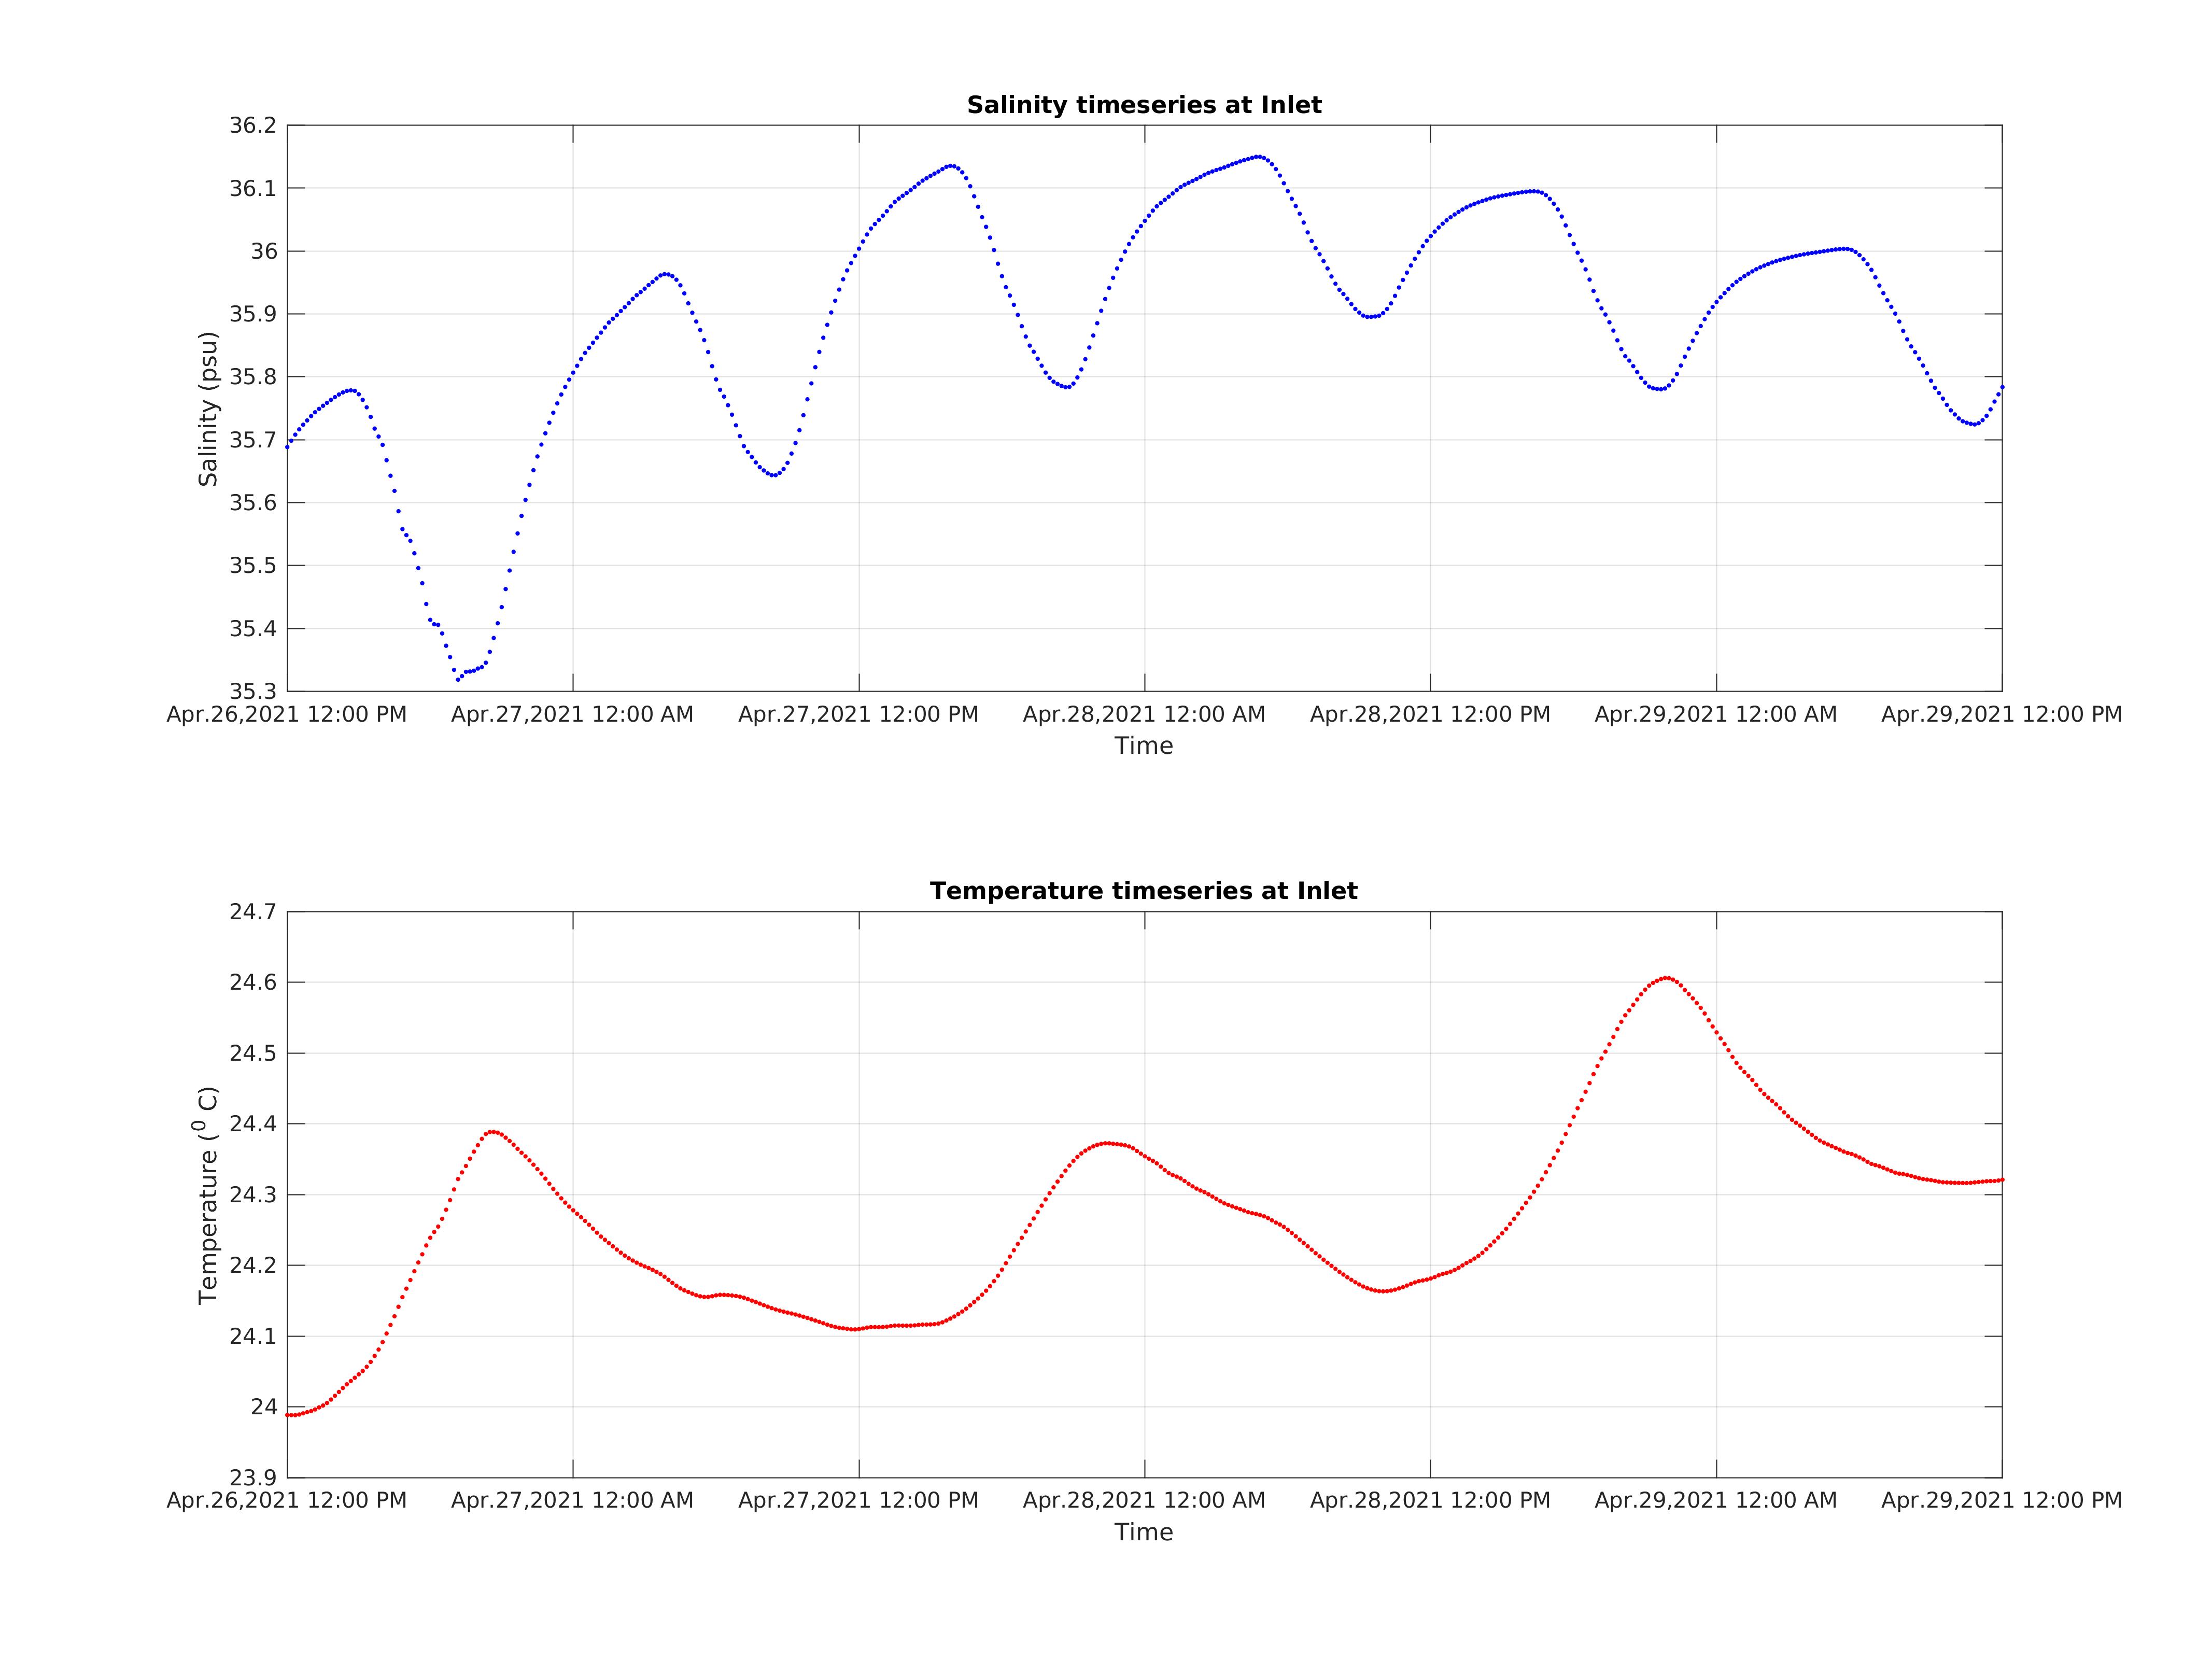 Salinity timeseries at Inlet
36.2
36.1
36
35.9
35.8
35.7
35.6
35.5
35.4
35.3
Salinity (psu)
Apr.26,2021 12:00 PM Apr.27,2021 12:00 AM Apr.27,2021 12:00 PM Apr.28,2021 12:00 AM Apr.28,2021 12:00 PM Apr.29,2021 12:00 AM Apr.29,2021 12:00 PM
Time
Temperature timeseries at Inlet
24.7
24.6
24.5
24.4
24.3
24.2
24.1
24
23.9
Temperature (⁰ C)
Apr.26,2021 12:00 PM Apr.27,2021 12:00 AM Apr.27,2021 12:00 PM Apr.28,2021 12:00 AM Apr.28,2021 12:00 PM Apr.29,2021 12:00 AM Apr.29,2021 12:00 PM
Time